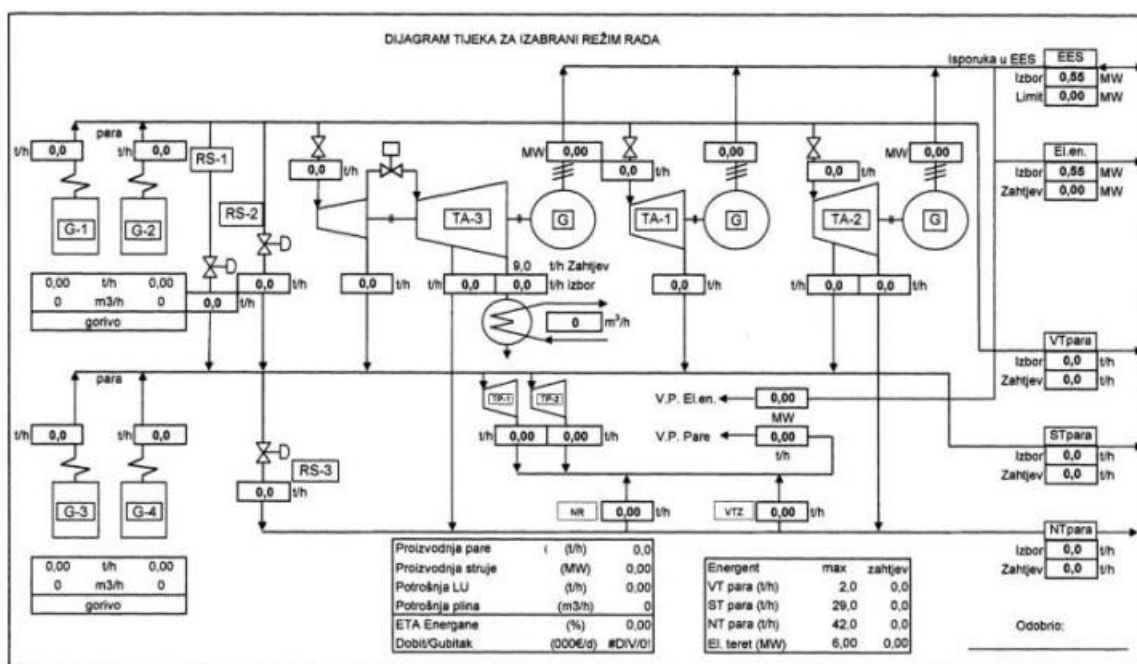 DIJAGRAM TIJEKA ZA IZABRANI REŽIM RADA
Isporuka u EES EES
Izbor 0,55 MW
Limit 0,00 MW
para
t/h 0,0 t/h 0,0
RS-1
0,0 t/h
MW 0,00 0,0 t/h
0,00
MW 0,00
0,0 t/h
El.en.
Izbor 0,55 MW
Zahtjev 0,00 MW
G-1 G-2
RS-2
TA-3 G TA-1 G TA-2 G
9,0 t/h Zahtjev
0,00 t/h 0,00
0 m3/h 0
gorivo
0,0 t/h
0,0 t/h
0,0 t/h
0,0 0,0 t/h izbor
0,0 t/h
0,0 0,0 t/h
0 m³/h
VTpara
Izbor 0,0 t/h
Zahtjev 0,0 t/h
para
TP-1 TP-2
V.P. El.en. 0,00
MW
t/h 0,0 t/h 0,0
t/h 0,00 0,00 t/h
V.P. Pare 0,00
t/h
STpara
Izbor 0,0 t/h
Zahtjev 0,0 t/h
RS-3
0,0 t/h
G-3 G-4
NR 0,00 t/h
VTZ 0,00 t/h
NTpara
Izbor 0,0 t/h
Zahtjev 0,0 t/h
0,00 t/h 0,00
0 m3/h 0
gorivo
Proizvodnja pare (t/h) 0,0
Proizvodnja struje (MW) 0,00
Potrošnja LU (t/h) 0,00
Potrošnja plina (m3/h) 0
ETA Energane (%) 0,00
Dobit/Gubitak (000€/d) #DIV/0!
Energent max zahtjev
VT para (t/h) 2,0 0,0
ST para (t/h) 29,0 0,0
NT para (t/h) 42,0 0,0
El. teret (MW) 6,00 0,00
Odobrio: